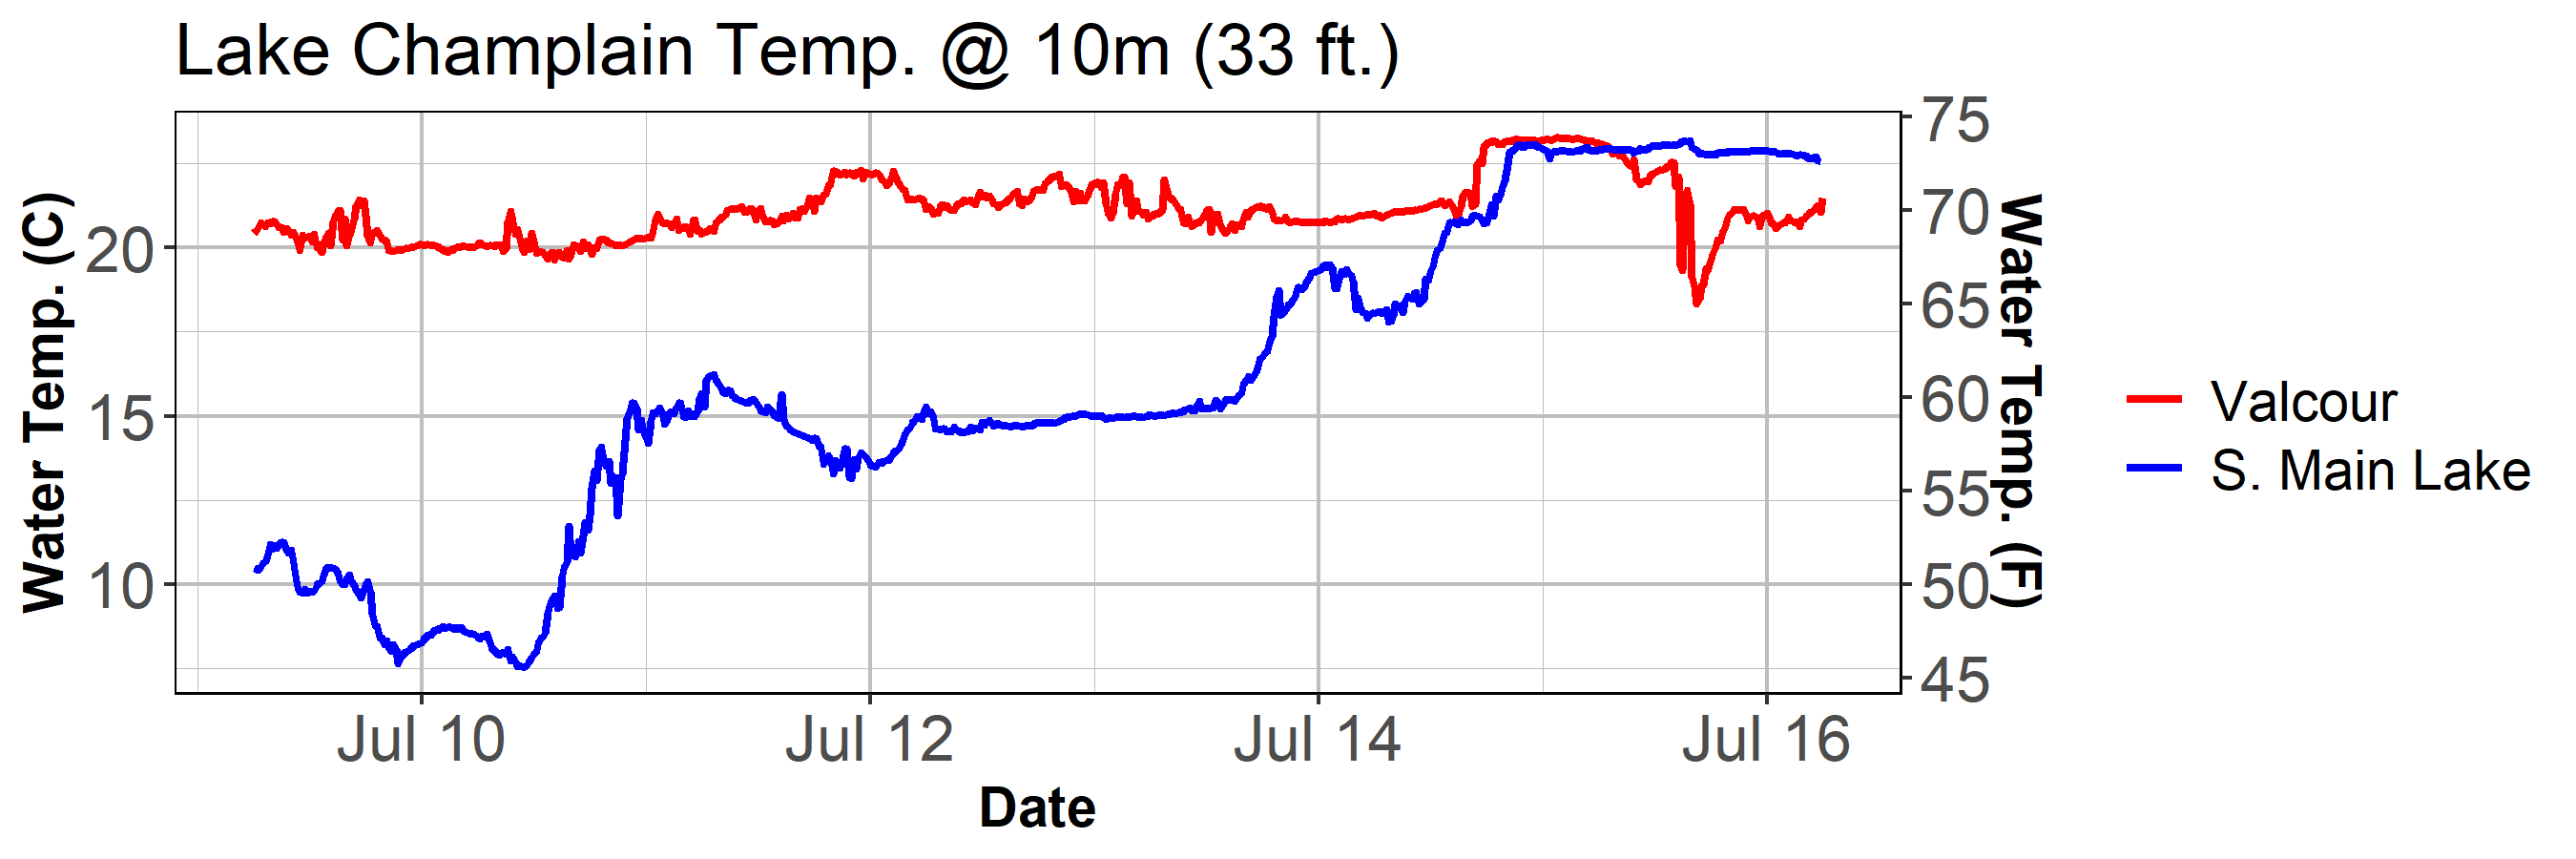 Lake Champlain Temp. @ 10m (33 ft.)
Water Temp. (C)
20
15
10
75
70
65
60
55
50
45
Water Temp. (F)
Jul 10
Jul 12
Jul 14
Jul 16
Date
Valcour
S. Main Lake